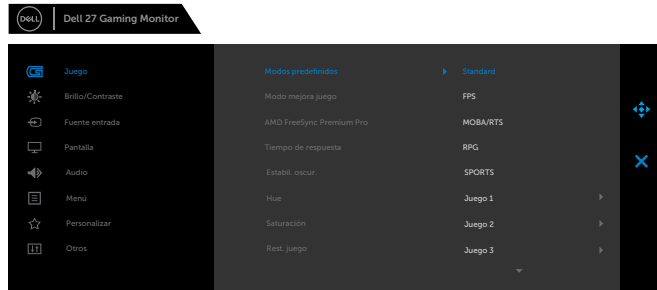 DELL
Dell 27 Gaming Monitor
Juego
Modos predefinidos
Standard
Brillo/Contraste
Modo mejora juego
FPS
Fuente entrada
AMD FreeSync Premium Pro
MOBA/RTS
Pantalla
Tiempo de respuesta
RPG
Audio
Estabil. oscur.
SPORTS
Menú
Hue
Juego 1
Personalizar
Saturación
Juego 2
Otros
Rest. juego
Juego 3